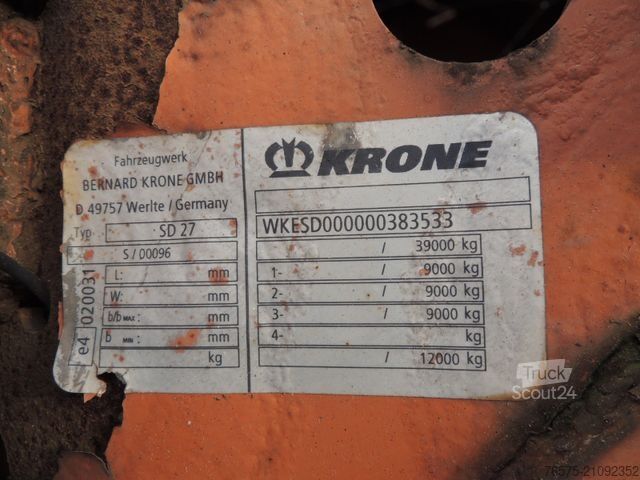 Fahrzeugwerk
BERNARD KRONE GMBH
D 49757 Werlte / Germany
Typ SD 27
S / 00096
L: mm
W: mm
b/b MAX : mm
b MIN : mm
kg
e4 020031
KRONE
WKESD000000383533
/ 39000 kg
1- / 9000 kg
2- / 9000 kg
3- / 9000 kg
4- kg
/ 12000 kg
Truck
Scout24
76575-21092352